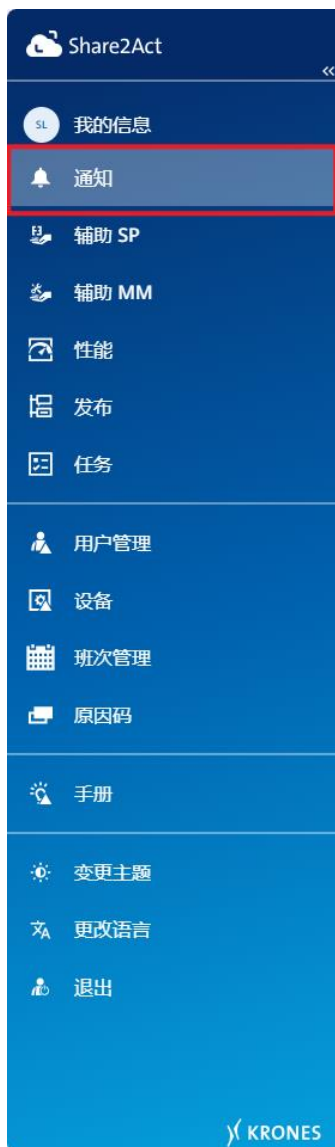 Share2Act
«
SL 我的信息
通知
辅助 SP
辅助 MM
性能
发布
任务
用户管理
设备
班次管理
原因码
手册
变更主题
更改语言
退出
KRONES